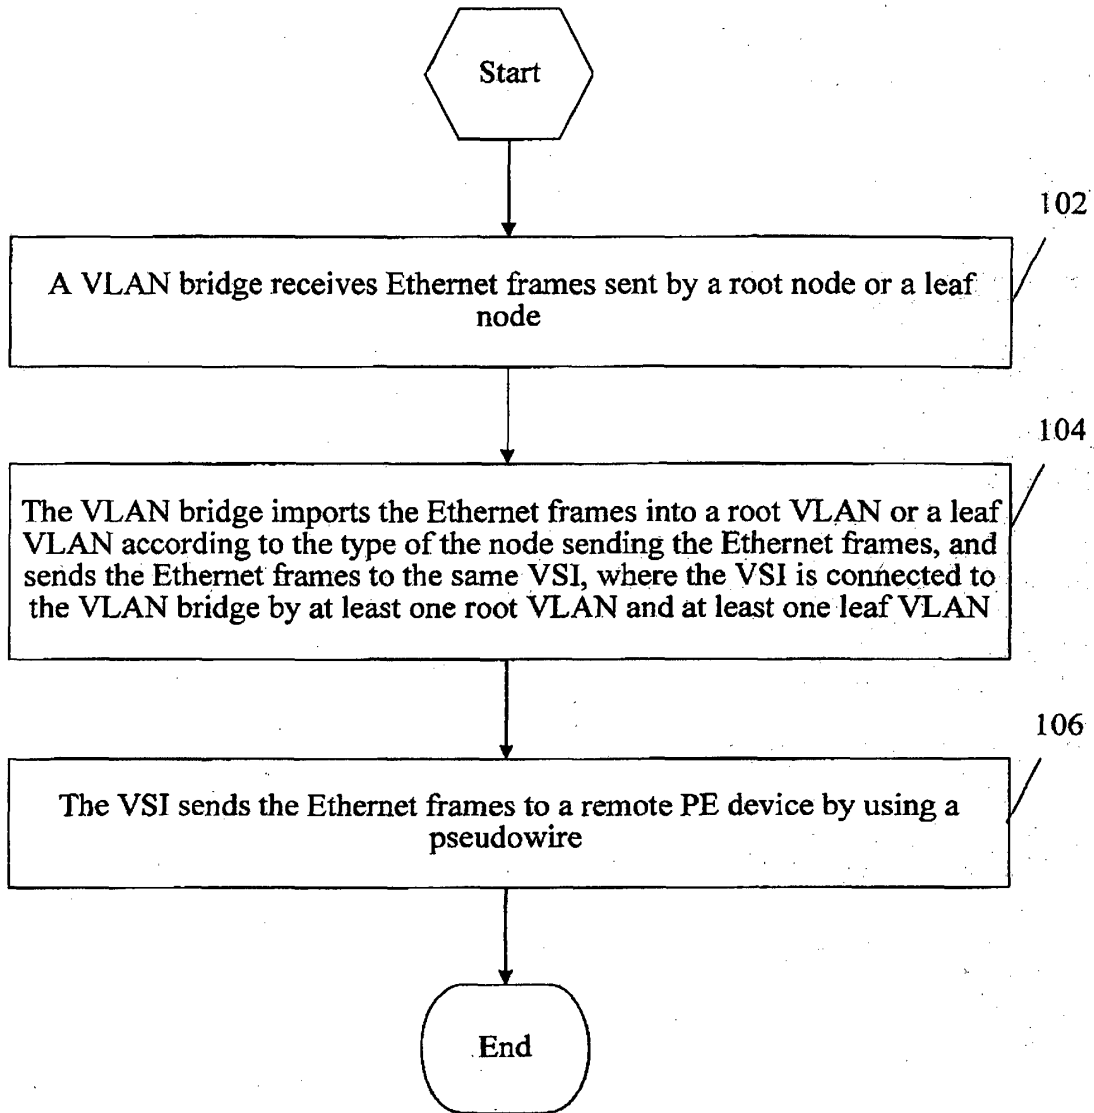 Start
102
A VLAN bridge receives Ethernet frames sent by a root node or a leaf
node
104
The VLAN bridge imports the Ethernet frames into a root VLAN or a leaf
VLAN according to the type of the node sending the Ethernet frames, and
sends the Ethernet frames to the same VSI, where the VSI is connected to
the VLAN bridge by at least one root VLAN and at least one leaf VLAN
106
The VSI sends the Ethernet frames to a remote PE device by using a
pseudowire
End